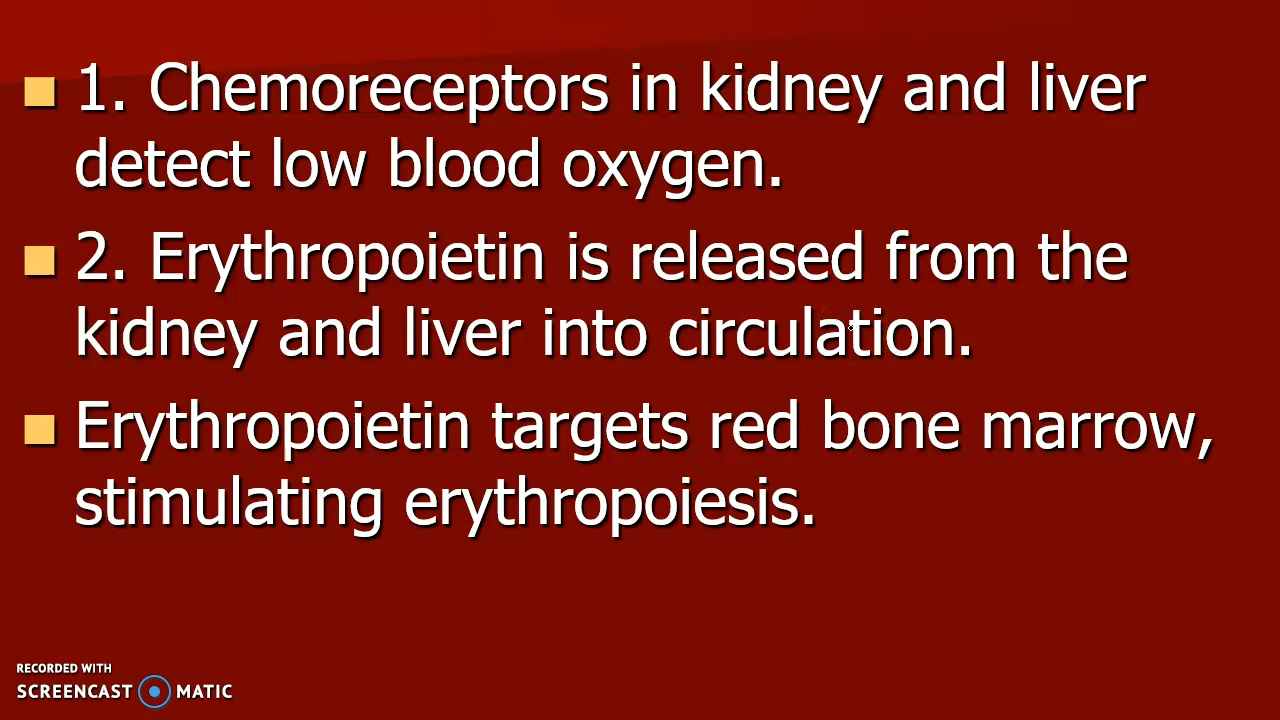 1. Chemoreceptors in kidney and liver
detect low blood oxygen.
2. Erythropoietin is released from the
kidney and liver into circulation.
Erythropoietin targets red bone marrow,
stimulating erythropoiesis.
RECORDED WITH
SCREENCAST MATIC